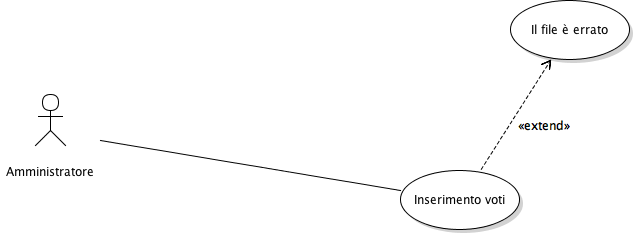 Il file è errato
«extend»
Amministratore
Inserimento voti